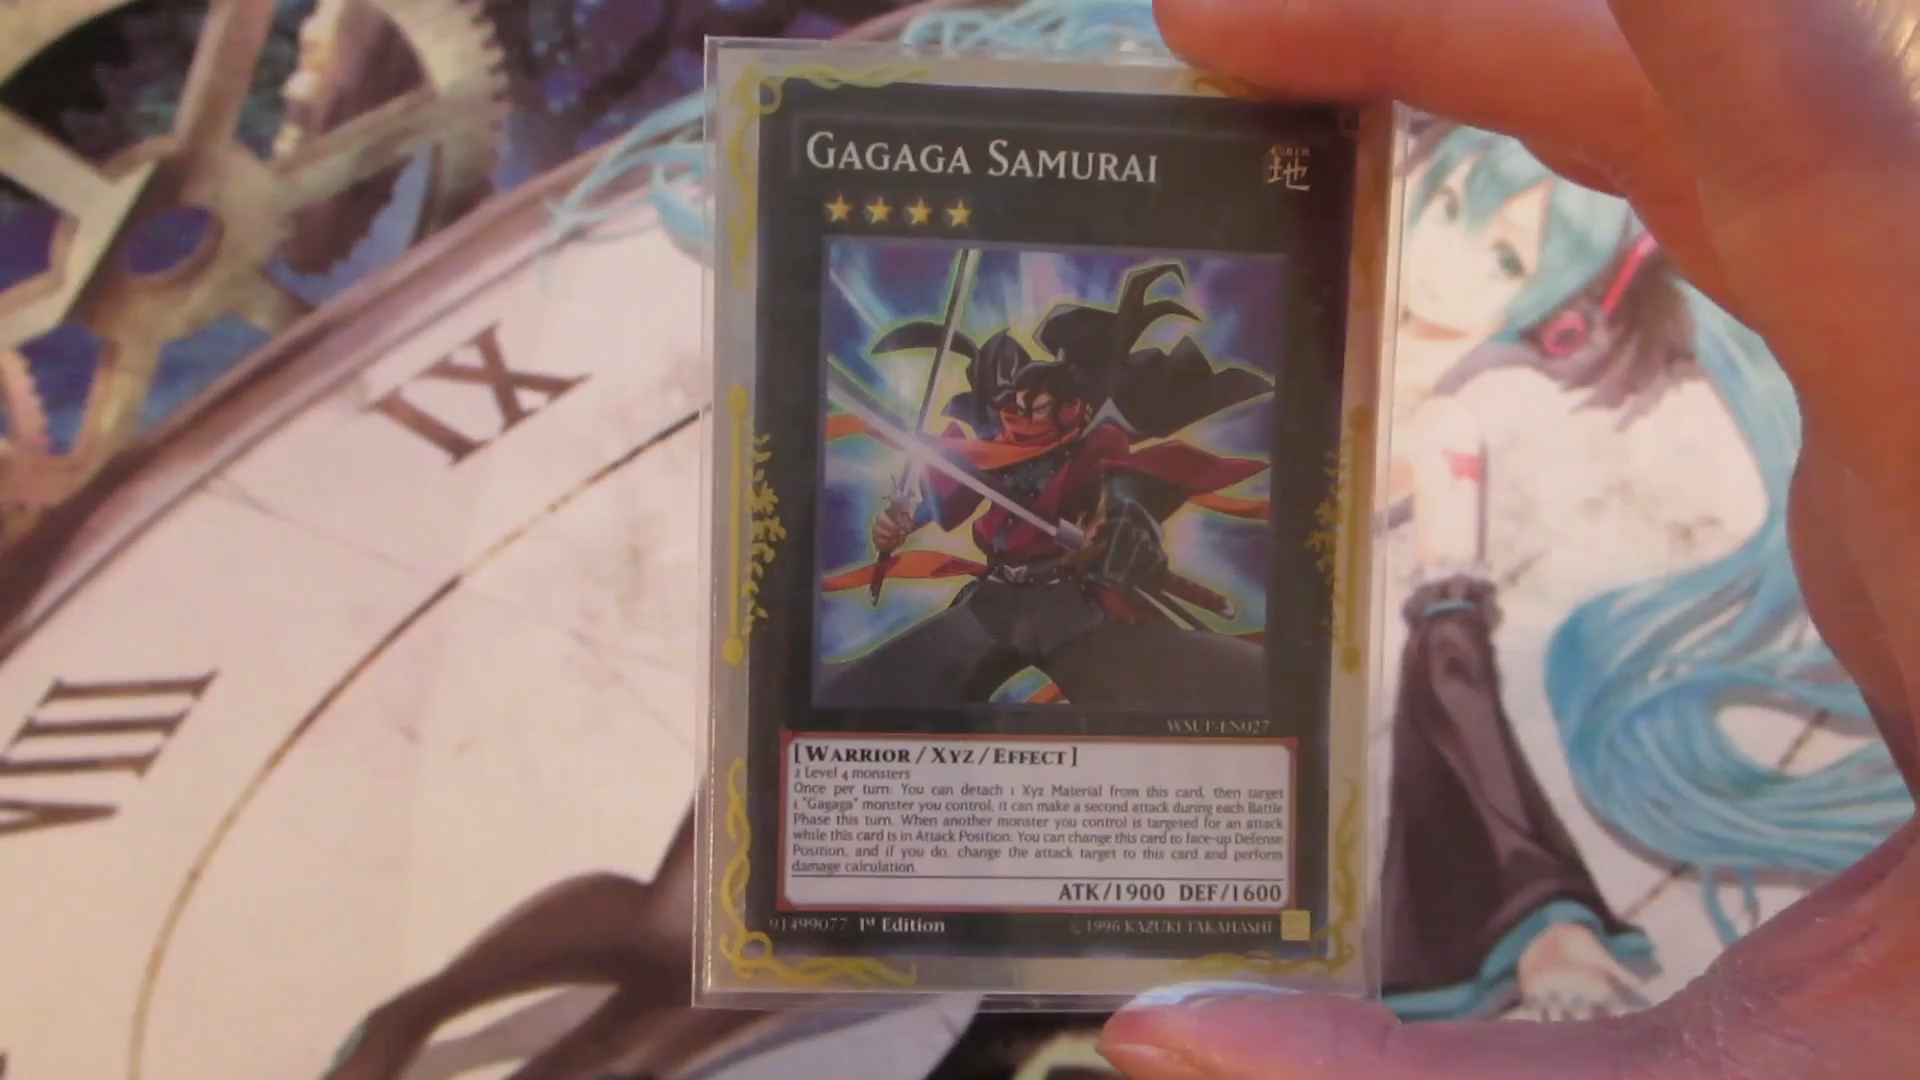 GAGAGA SAMURAI
EARTH
地
IX
VIII
WSUP-EN027
[WARRIOR/XYZ/EFFECT]
2 Level 4 monsters
Once per turn: You can detach 1 Xyz Material from this card, then target
1 "Gagaga" monster you control; it can make a second attack during each Battle
Phase this turn. When another monster you control is targeted for an attack
while this card is in Attack Position: You can change this card to face-up Defense
Position, and if you do, change the attack target to this card and perform
damage calculation.
ATK/1900 DEF/1600
91499077 1st Edition
©1996 KAZUKI TAKAHASHI